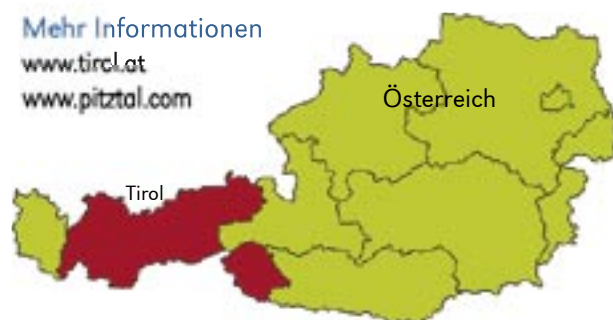 Mehr Informationen
www.tirol.at
www.pitztal.com
Österreich
Tirol